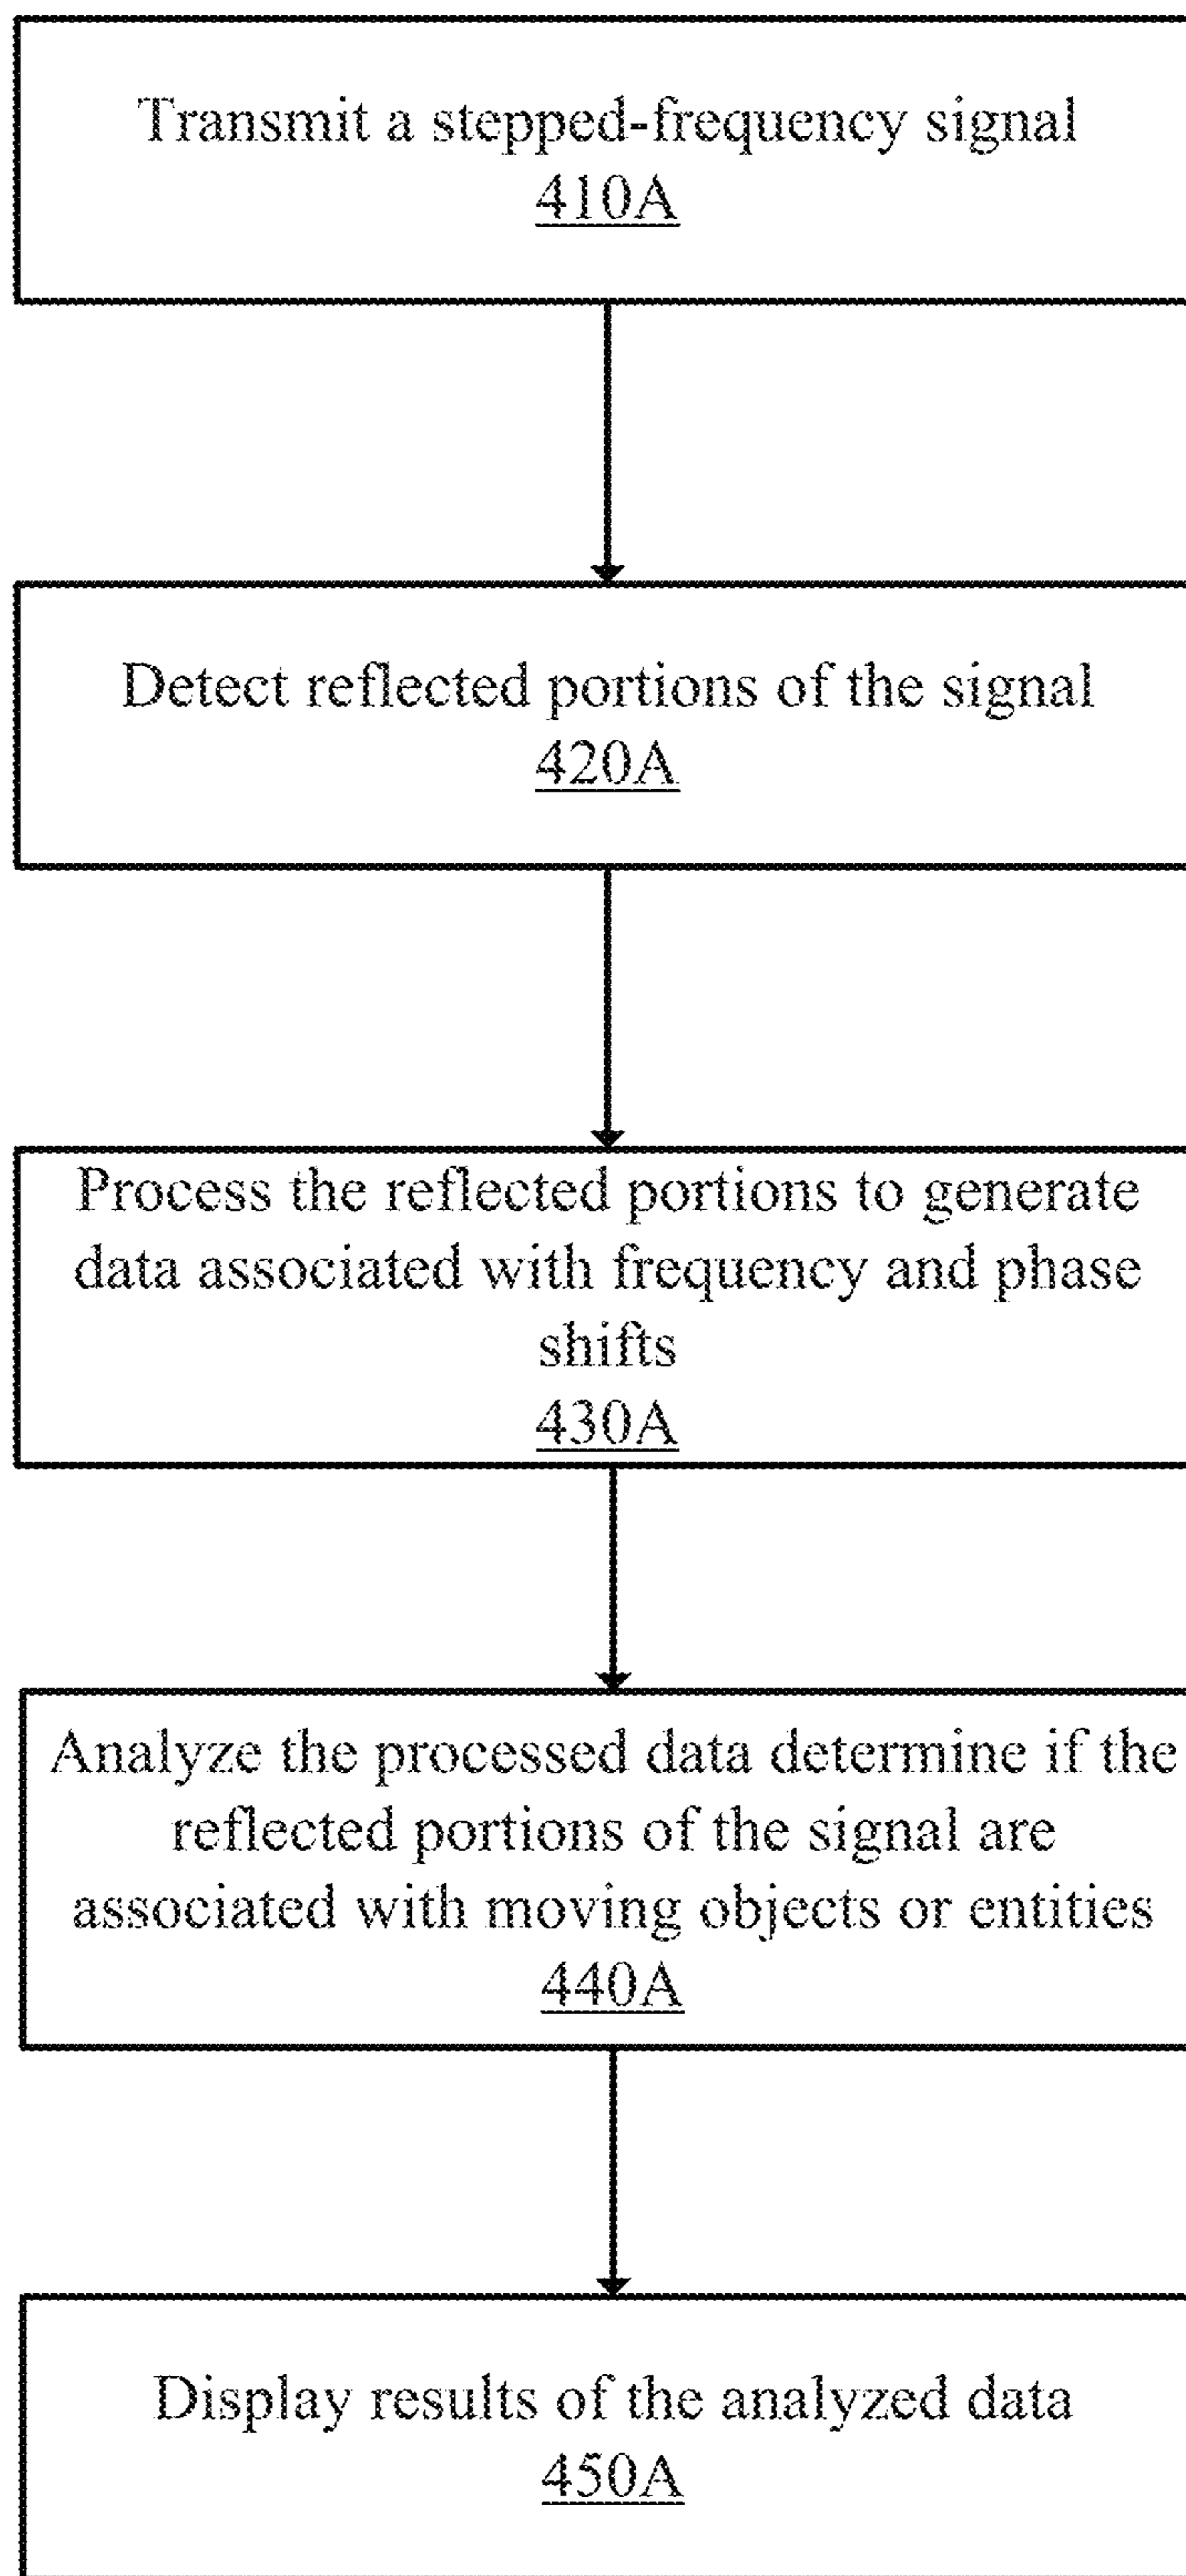 Transmit a stepped-frequency signal
410A
Detect reflected portions of the signal
420A
Process the reflected portions to generate
data associated with frequency and phase
shifts
430A
Analyze the processed data determine if the
reflected portions of the signal are
associated with moving objects or entities
440A
Display results of the analyzed data
450A